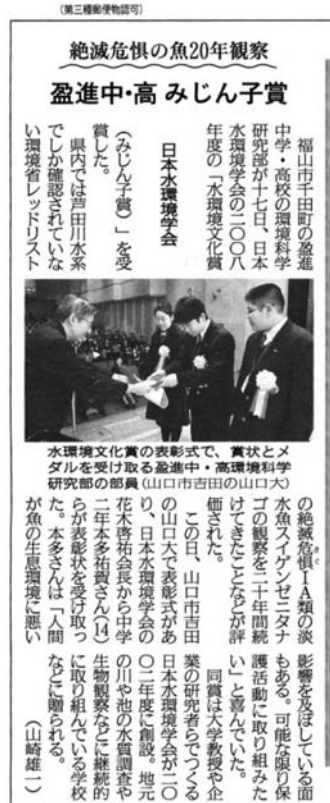 （第三種郵便物認可）
絶滅危惧の魚20年観察
盈進中・高 みじん子賞
日本水環境学会
福山市千田町の盈進
中学・高校の環境科学
研究部が十七日、日本
水環境学会の二〇〇八
年度の「水環境文化賞
（みじん子賞）」を受
賞した。
県内では芦田川水系
でしか確認されていな
い環境省レッドリスト
水環境文化賞の表彰式で、賞状とメ
ダルを受け取る盈進中・高環境科学
研究部の部員（山口市吉田の山口大）
の絶滅危惧ⅠA類の淡
きぐ
水魚スイゲンゼニタナ
ゴの観察を二十年間続
けてきたことなどが評
価された。
この日、山口市吉田
の山口大で表彰式があ
り、日本水環境学会の
花木啓祐会長から中学
二年本多祐賀さん（14）
らが表彰状を受け取っ
た。本多さんは「人間
が魚の生息環境に悪い
影響を及ぼしている面
もある。可能な限り保
護活動に取り組みた
い」と喜んでいた。
同賞は大学教授や企
業の研究者らでつくる
日本水環境学会が二〇
〇二年度に創設。地元
の川や池の水質調査や
生物観察などに継続的
に取り組んでいる学校
などに贈られる。
（山崎雄一）